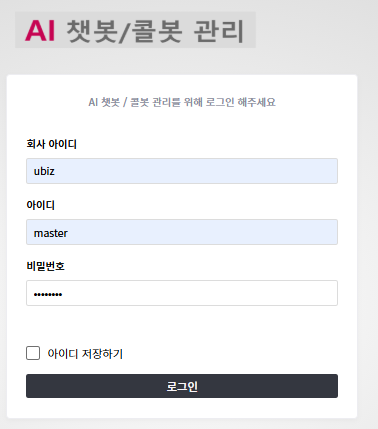 AI 챗봇/콜봇 관리
AI 챗봇 / 콜봇 관리를 위해 로그인 해주세요
회사 아이디
ubiz
아이디
master
비밀번호
••••••••
아이디 저장하기
로그인